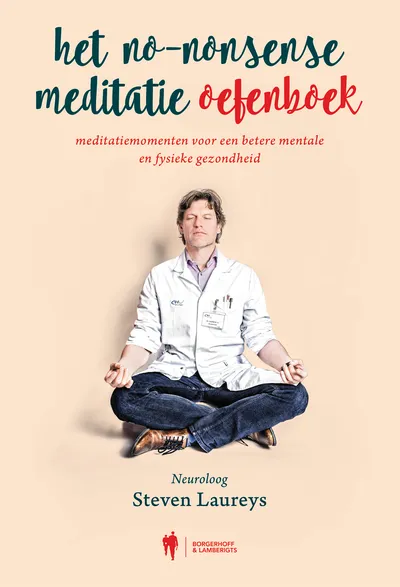 het no-nonsense
meditatie oefenboek
meditatiemomenten voor een betere mentale
en fysieke gezondheid
Neuroloog
Steven Laureys
BORGERHOFF
& LAMBERIGTS